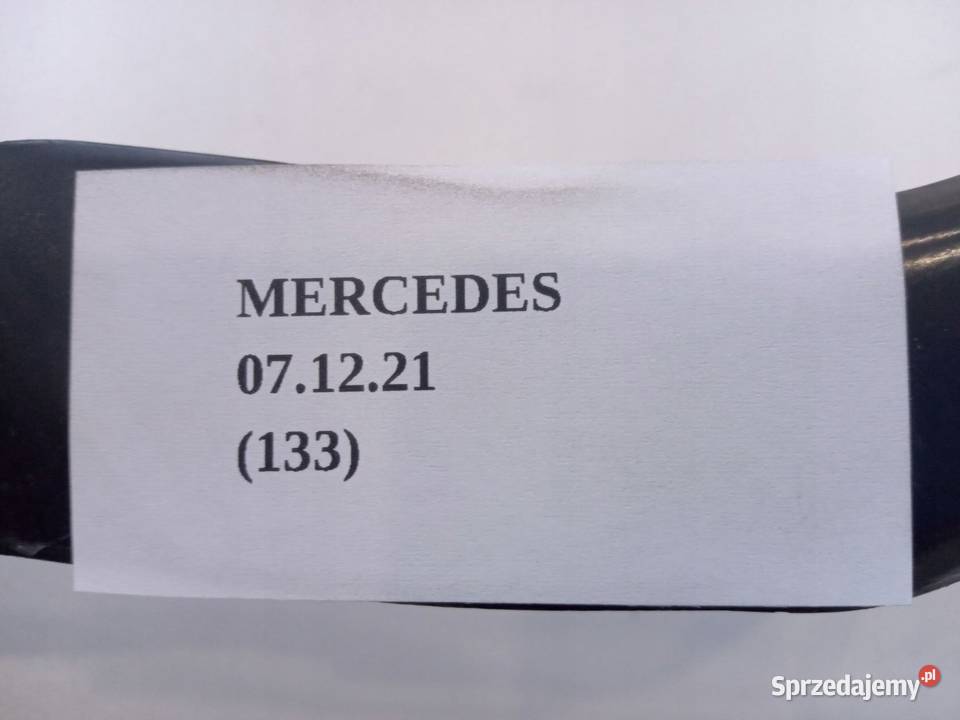 MERCEDES
07.12.21
(133)
Sprzedajemy.pl